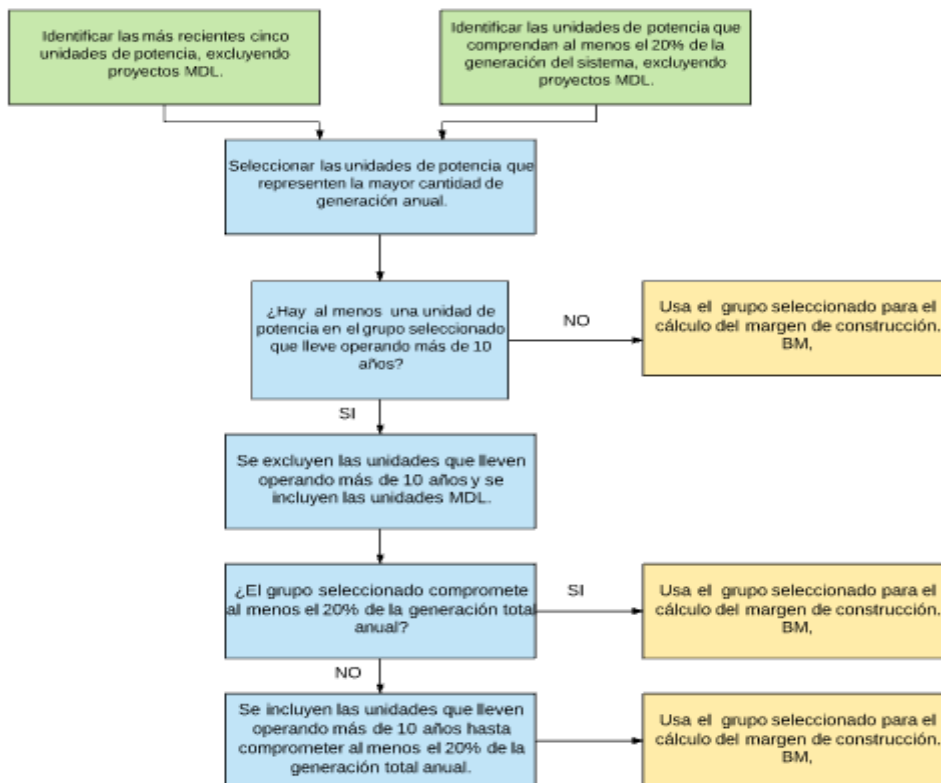 Identificar las más recientes cinco
unidades de potencia, excluyendo
proyectos MDL.
Identificar las unidades de potencia que
comprendan al menos el 20% de la
generación del sistema, excluyendo
proyectos MDL.
Seleccionar las unidades de potencia que
representen la mayor cantidad de
generación anual.
¿Hay al menos una unidad de
potencia en el grupo seleccionado
que lleve operando más de 10
años?
NO
Usa el grupo seleccionado para el
cálculo del margen de construcción.
BM,
SI
Se excluyen las unidades que lleven
operando más de 10 años y se
incluyen las unidades MDL.
¿El grupo seleccionado compromete
al menos el 20% de la generación total
anual?
SI
Usa el grupo seleccionado para el
cálculo del margen de construcción.
BM,
NO
Se incluyen las unidades que lleven
operando más de 10 años hasta
comprometer al menos el 20% de la
generación total anual.
Usa el grupo seleccionado para el
cálculo del margen de construcción.
BM,